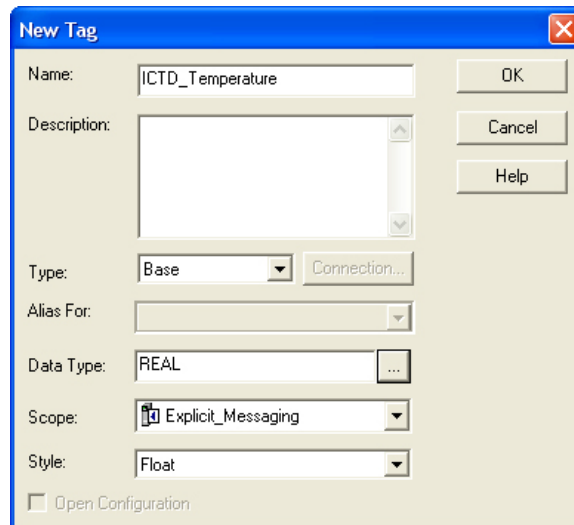 New Tag
Name: ICTD_Temperature OK
Description: Cancel
Help
Type: Base Connection...
Alias For:
Data Type: REAL ...
Scope: Explicit_Messaging
Style: Float
Open Configuration